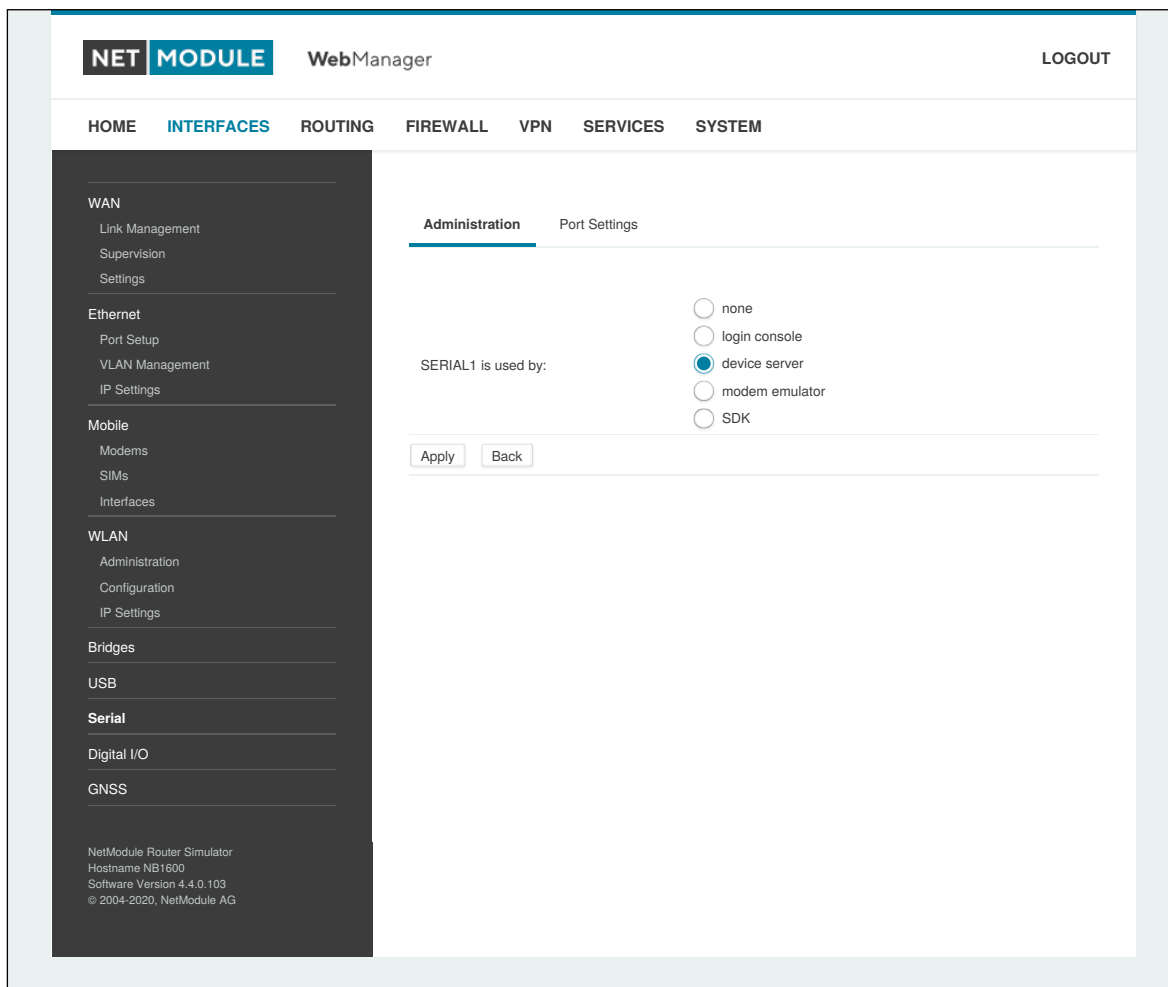 NET MODULE WebManager LOGOUT
HOME INTERFACES ROUTING FIREWALL VPN SERVICES SYSTEM
WAN
Link Management
Supervision
Settings
Ethernet
Port Setup
VLAN Management
IP Settings
Mobile
Modems
SIMs
Interfaces
WLAN
Administration
Configuration
IP Settings
Bridges
USB
Serial
Digital I/O
GNSS
NetModule Router Simulator
Hostname NB1600
Software Version 4.4.0.103
© 2004-2020, NetModule AG
Administration Port Settings
SERIAL1 is used by:
none
login console
device server
modem emulator
SDK
Apply Back